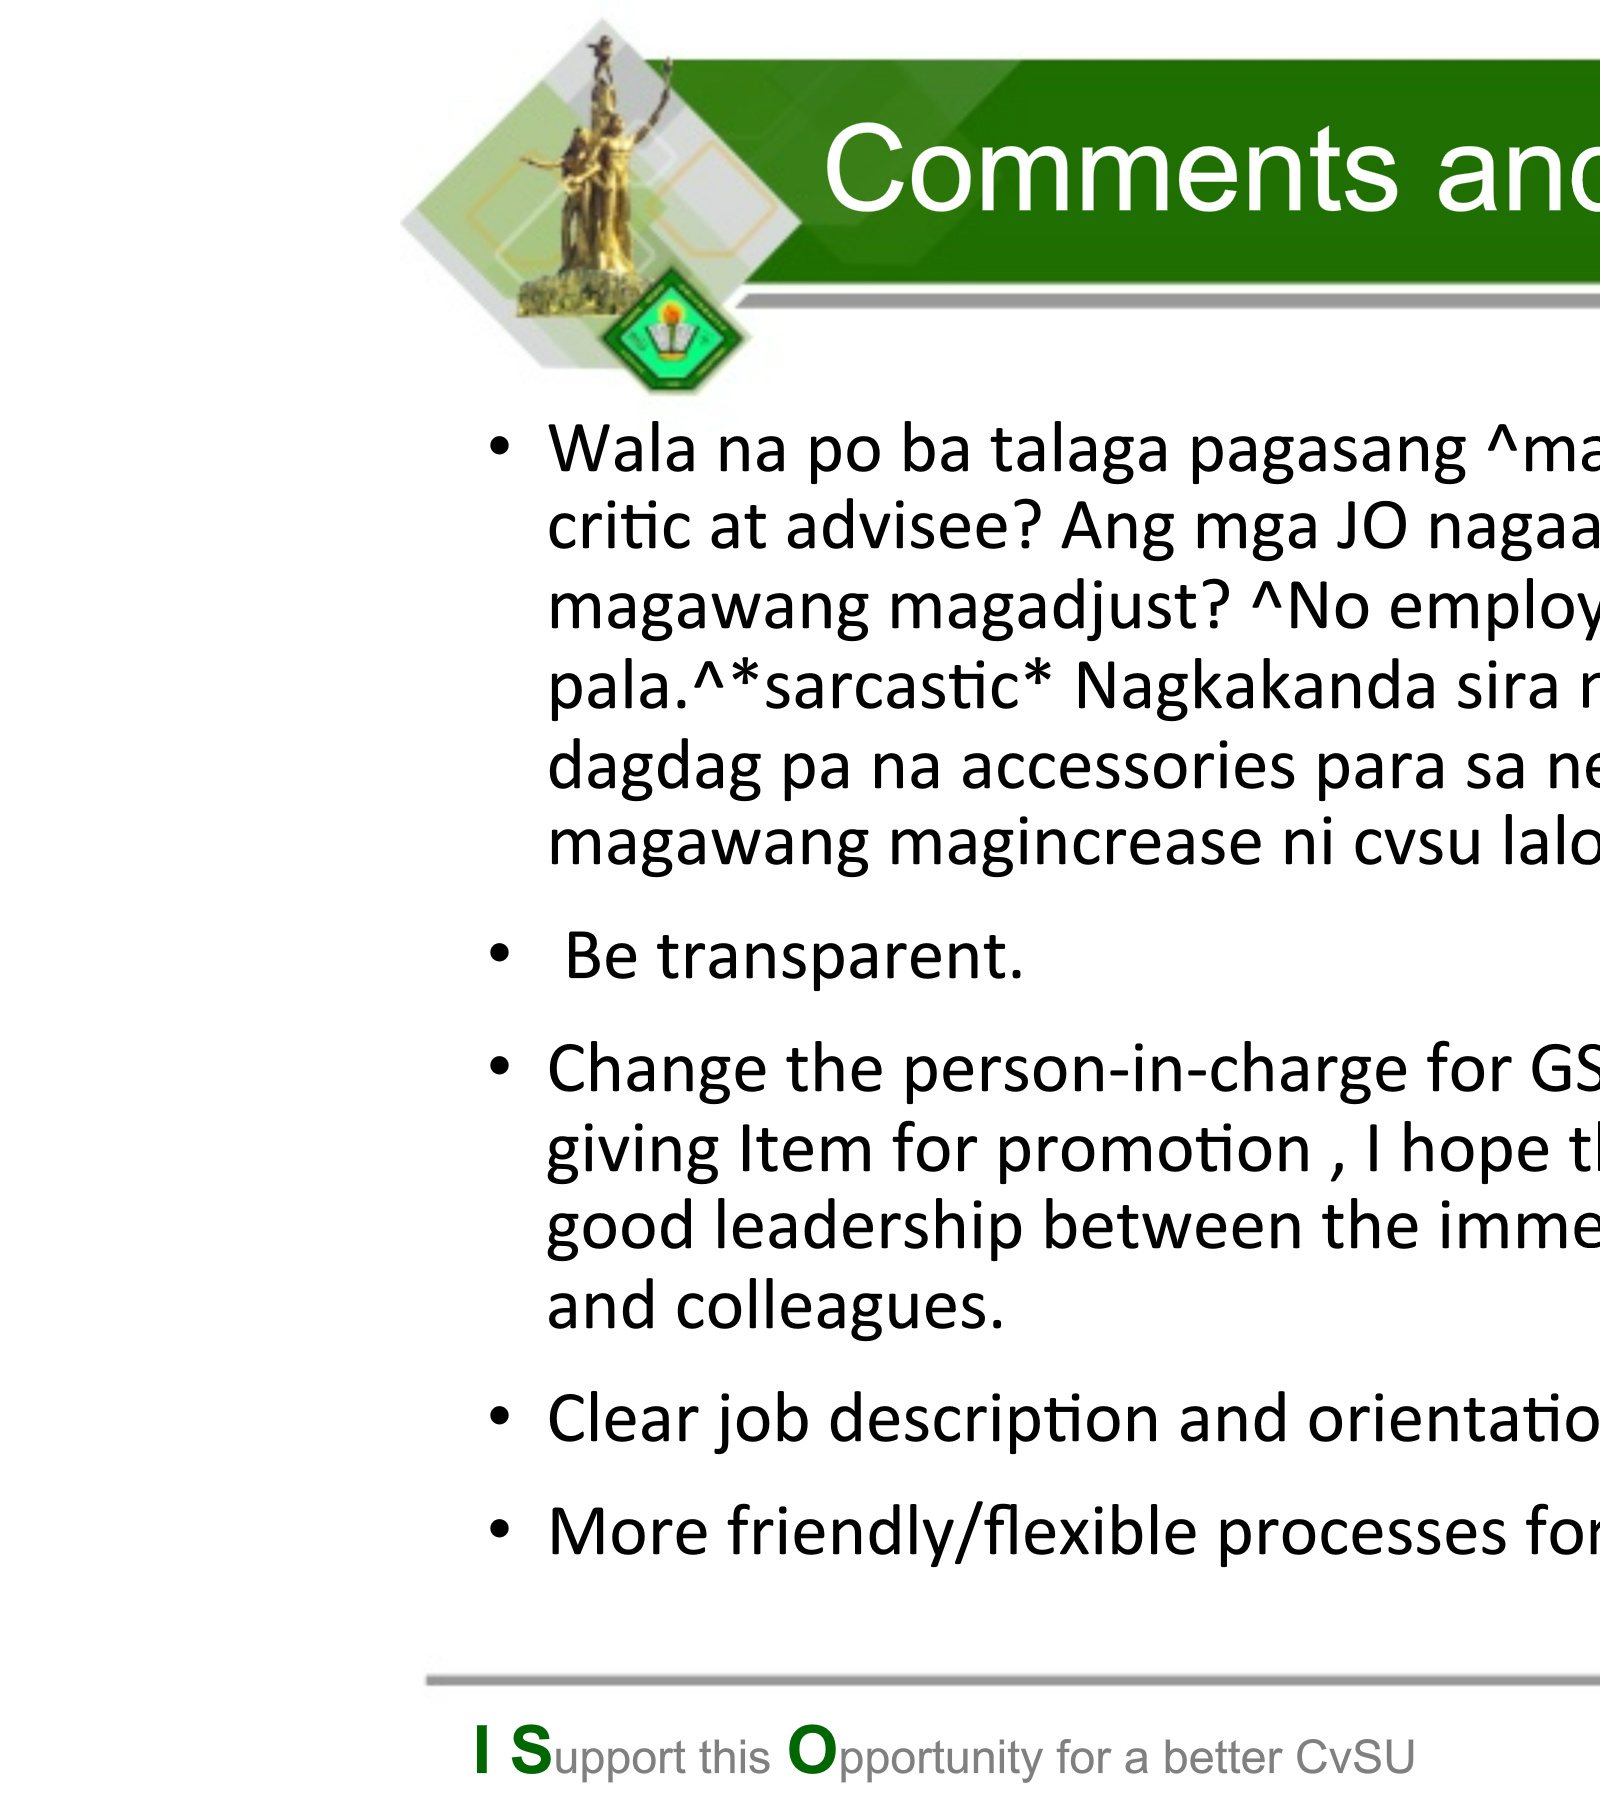 Comments and
• Wala na po ba talaga pagasang ^ma
critic at advisee? Ang mga JO nagaa
magawang magadjust? ^No employ
pala.^*sarcastic* Nagkakanda sira
dagdag pa na accessories para sa ne
magawang magincrease ni cvsu lalo
• Be transparent.
• Change the person-in-charge for GS
giving Item for promotion , I hope
good leadership between the imme
and colleagues.
• Clear job description and orientatio
• More friendly/flexible processes for
I Support this Opportunity for a better CvSU